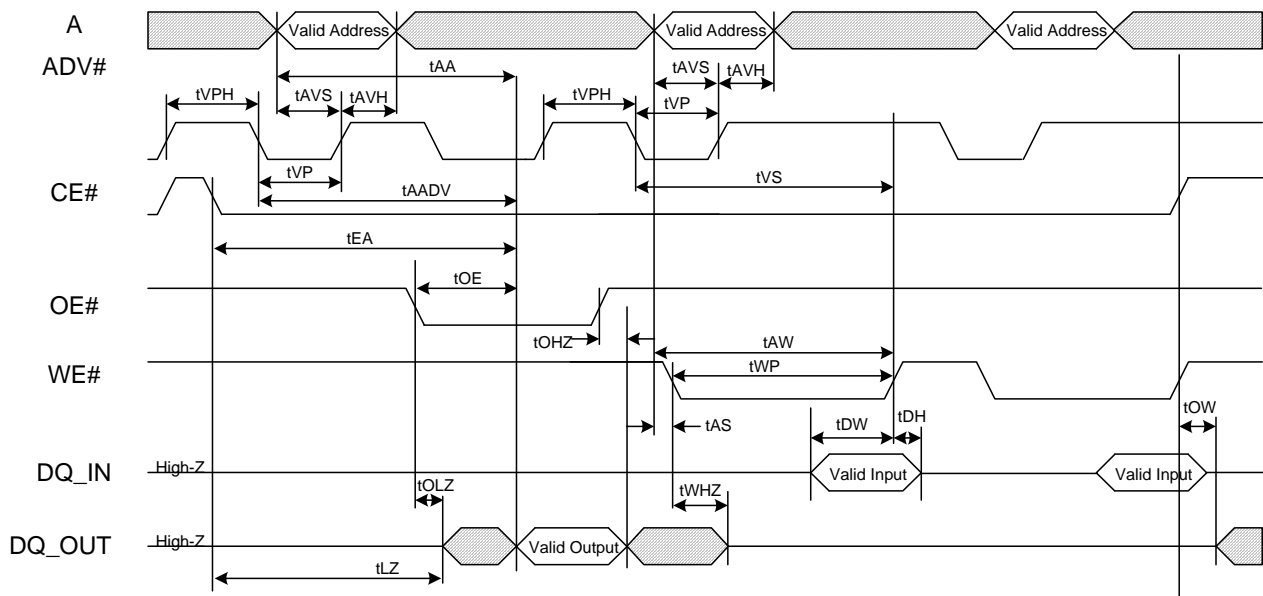 A
Valid Address
Valid Address
Valid Address
ADV#
tAA
tAVS
tAVH
tVPH
tAVS
tAVH
tVPH
tVP
tVP
CE#
tAADV
tVS
tEA
OE#
tOE
tOHZ
tAW
WE#
tWP
tAS
tDW
tDH
tOW
DQ_IN
High-Z
Valid Input
Valid Input
tOLZ
tWHZ
DQ_OUT
High-Z
Valid Output
tLZ